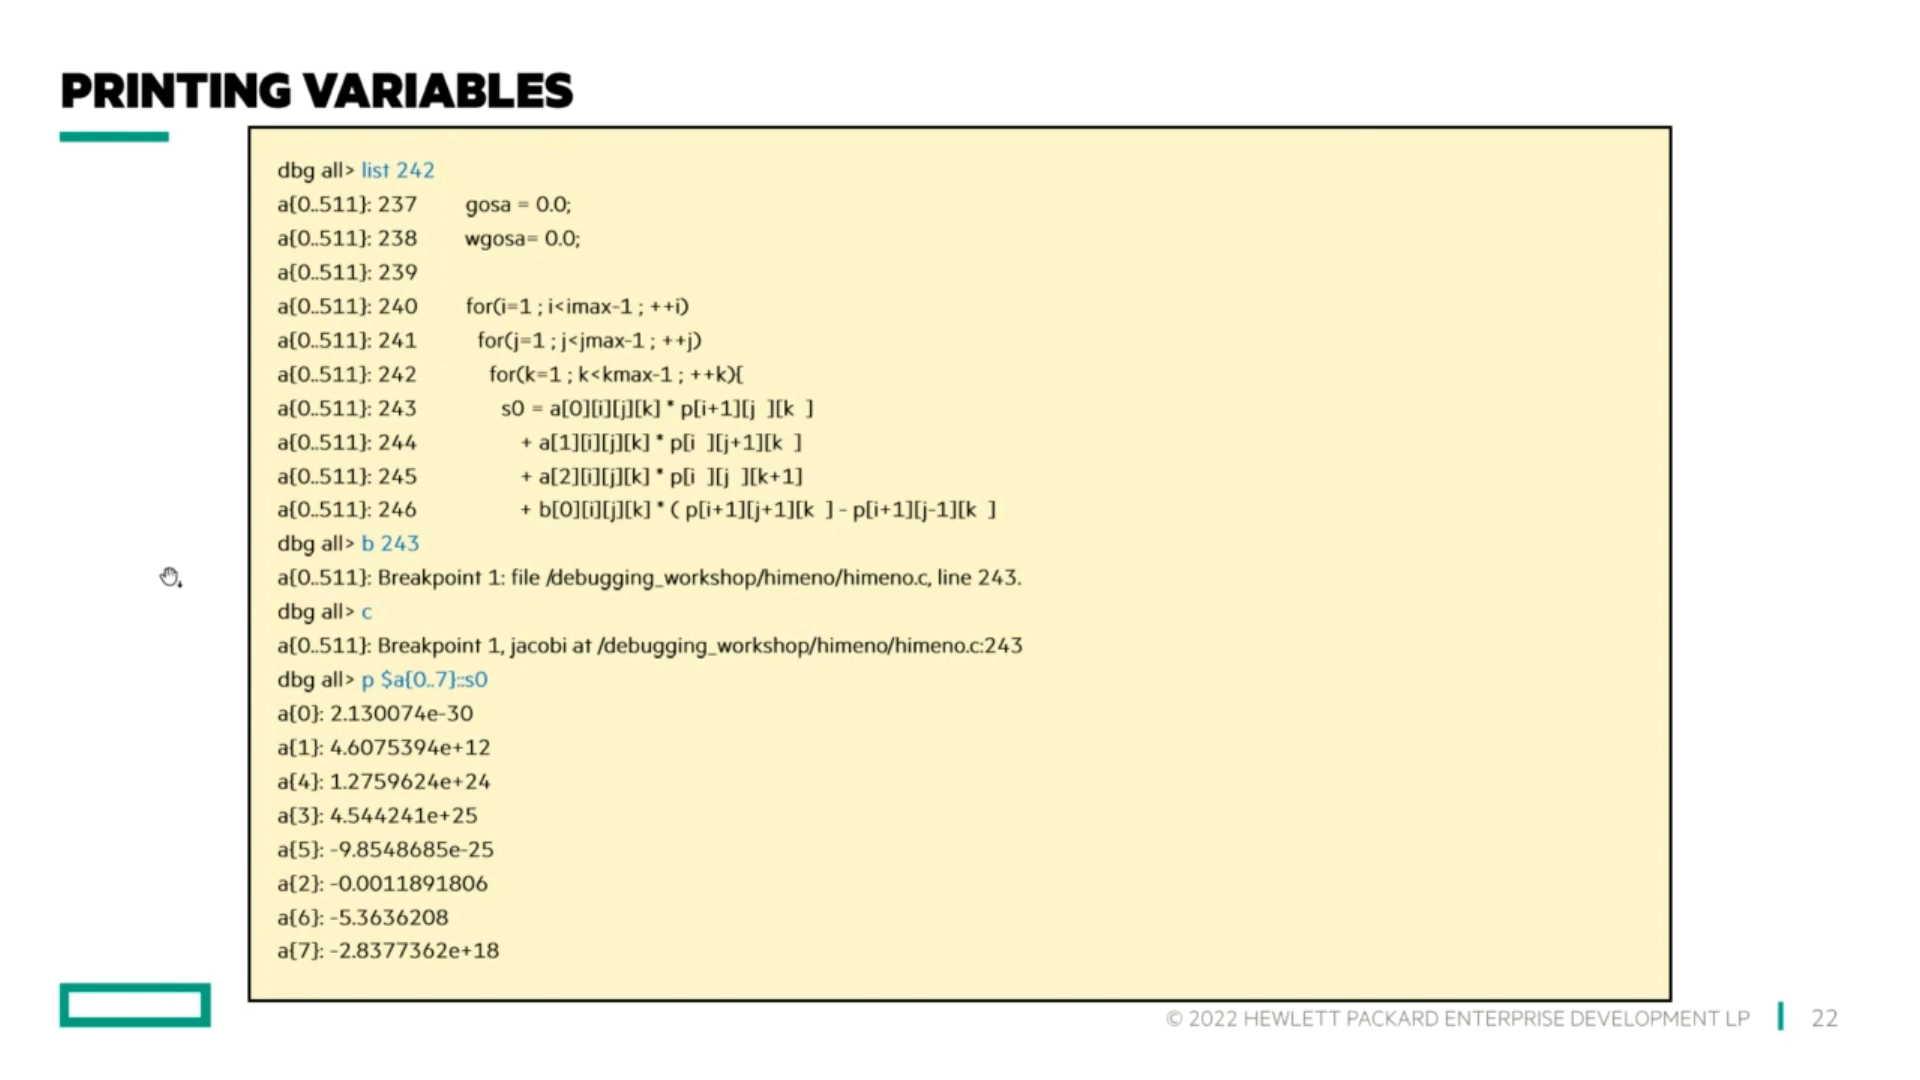 PRINTING VARIABLES
dbg all> list 242
a{0..511}: 237 gosa = 0.0;
a{0..511}: 238 wgosa= 0.0;
a{0..511}: 239
a{0..511}: 240 for(i=1 ; i<imax-1 ; ++i)
a{0..511}: 241 for(j=1 ; j<jmax-1 ; ++j)
a{0..511}: 242 for(k=1 ; k<kmax-1 ; ++k){
a{0..511}: 243 s0 = a[0][i][j][k] * p[i+1][j ][k ]
a{0..511}: 244 + a[1][i][j][k] * p[i ][j+1][k ]
a{0..511}: 245 + a[2][i][j][k] * p[i ][j ][k+1]
a{0..511}: 246 + b[0][i][j][k] * ( p[i+1][j+1][k ] - p[i+1][j-1][k ]
dbg all> b 243
a{0..511}: Breakpoint 1: file /debugging_workshop/himeno/himeno.c, line 243.
dbg all> c
a{0..511}: Breakpoint 1, jacobi at /debugging_workshop/himeno/himeno.c:243
dbg all> p $a{0..7}::s0
a{0}: 2.130074e-30
a{1}: 4.6075394e+12
a{4}: 1.2759624e+24
a{3}: 4.544241e+25
a{5}: -9.8548685e-25
a{2}: -0.0011891806
a{6}: -5.3636208
a{7}: -2.8377362e+18
© 2022 HEWLETT PACKARD ENTERPRISE DEVELOPMENT LP 22